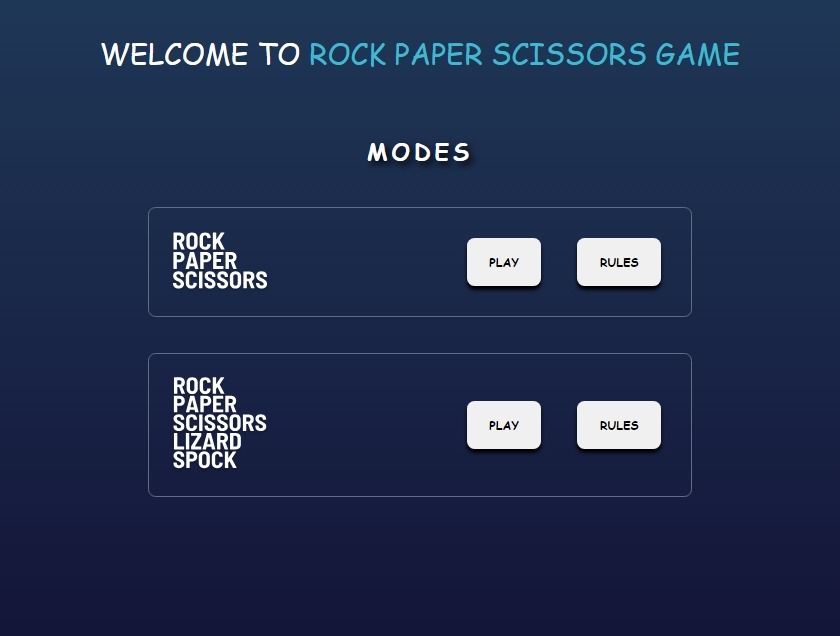 WELCOME TO ROCK PAPER SCISSORS GAME
MODES
ROCK
PAPER
SCISSORS
PLAY
RULES
ROCK
PAPER
SCISSORS
LIZARD
SPOCK
PLAY
RULES